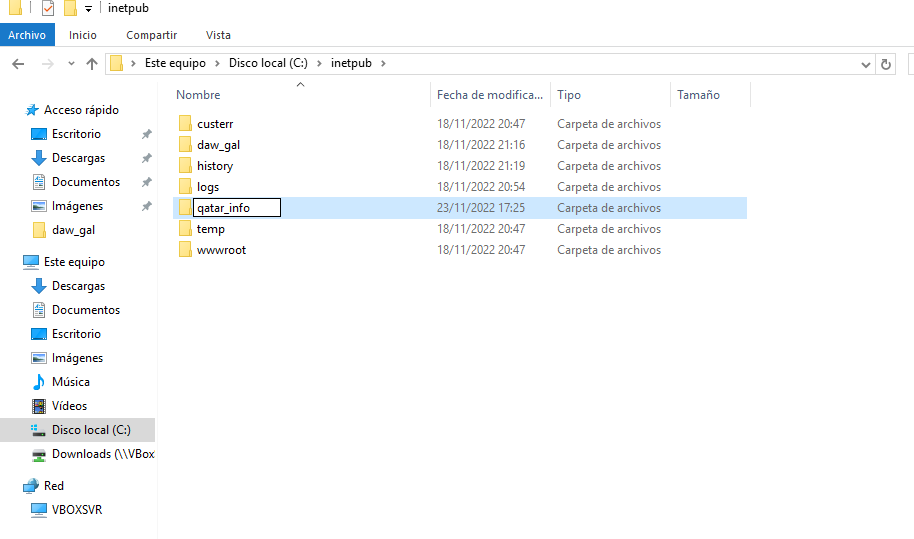 inetpub
Archivo Inicio Compartir Vista
Este equipo Disco local (C:) inetpub
Nombre Fecha de modifica... Tipo Tamaño
Acceso rápido
Escritorio
Descargas
Documentos
Imágenes
daw_gal
Este equipo
Descargas
Documentos
Escritorio
Imágenes
Música
Vídeos
Disco local (C:)
Downloads (\\VBox
Red
VBOXSVR
custerr 18/11/2022 20:47 Carpeta de archivos
daw_gal 18/11/2022 21:16 Carpeta de archivos
history 18/11/2022 21:19 Carpeta de archivos
logs 18/11/2022 20:54 Carpeta de archivos
qatar_info 23/11/2022 17:25 Carpeta de archivos
temp 18/11/2022 20:47 Carpeta de archivos
wwwroot 18/11/2022 20:47 Carpeta de archivos